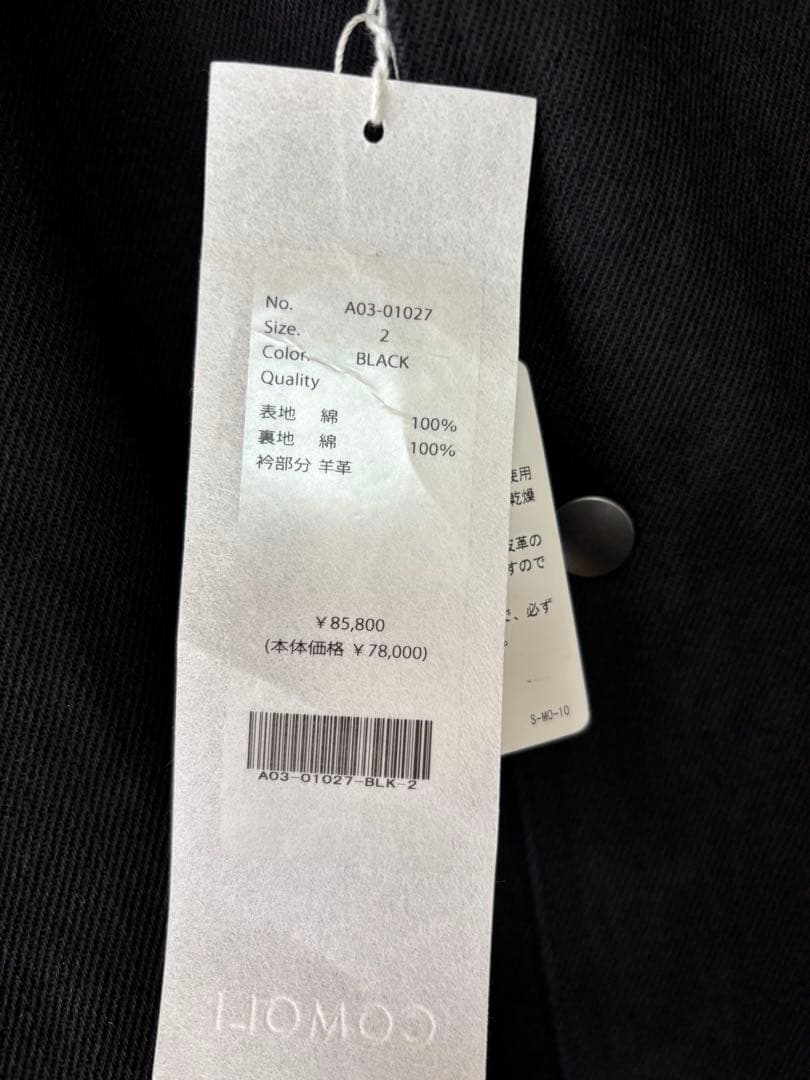 No. A03-01027
Size. 2
Color. BLACK
Quality
表地 綿 100%
裏地 綿 100%
衿部分 羊革
¥85,800
(本体価格 ¥78,000)
A03-01027-BLK-2
COMOLI
使用
乾燥
皮革の
すので
で、必ず
。
S-MO-10